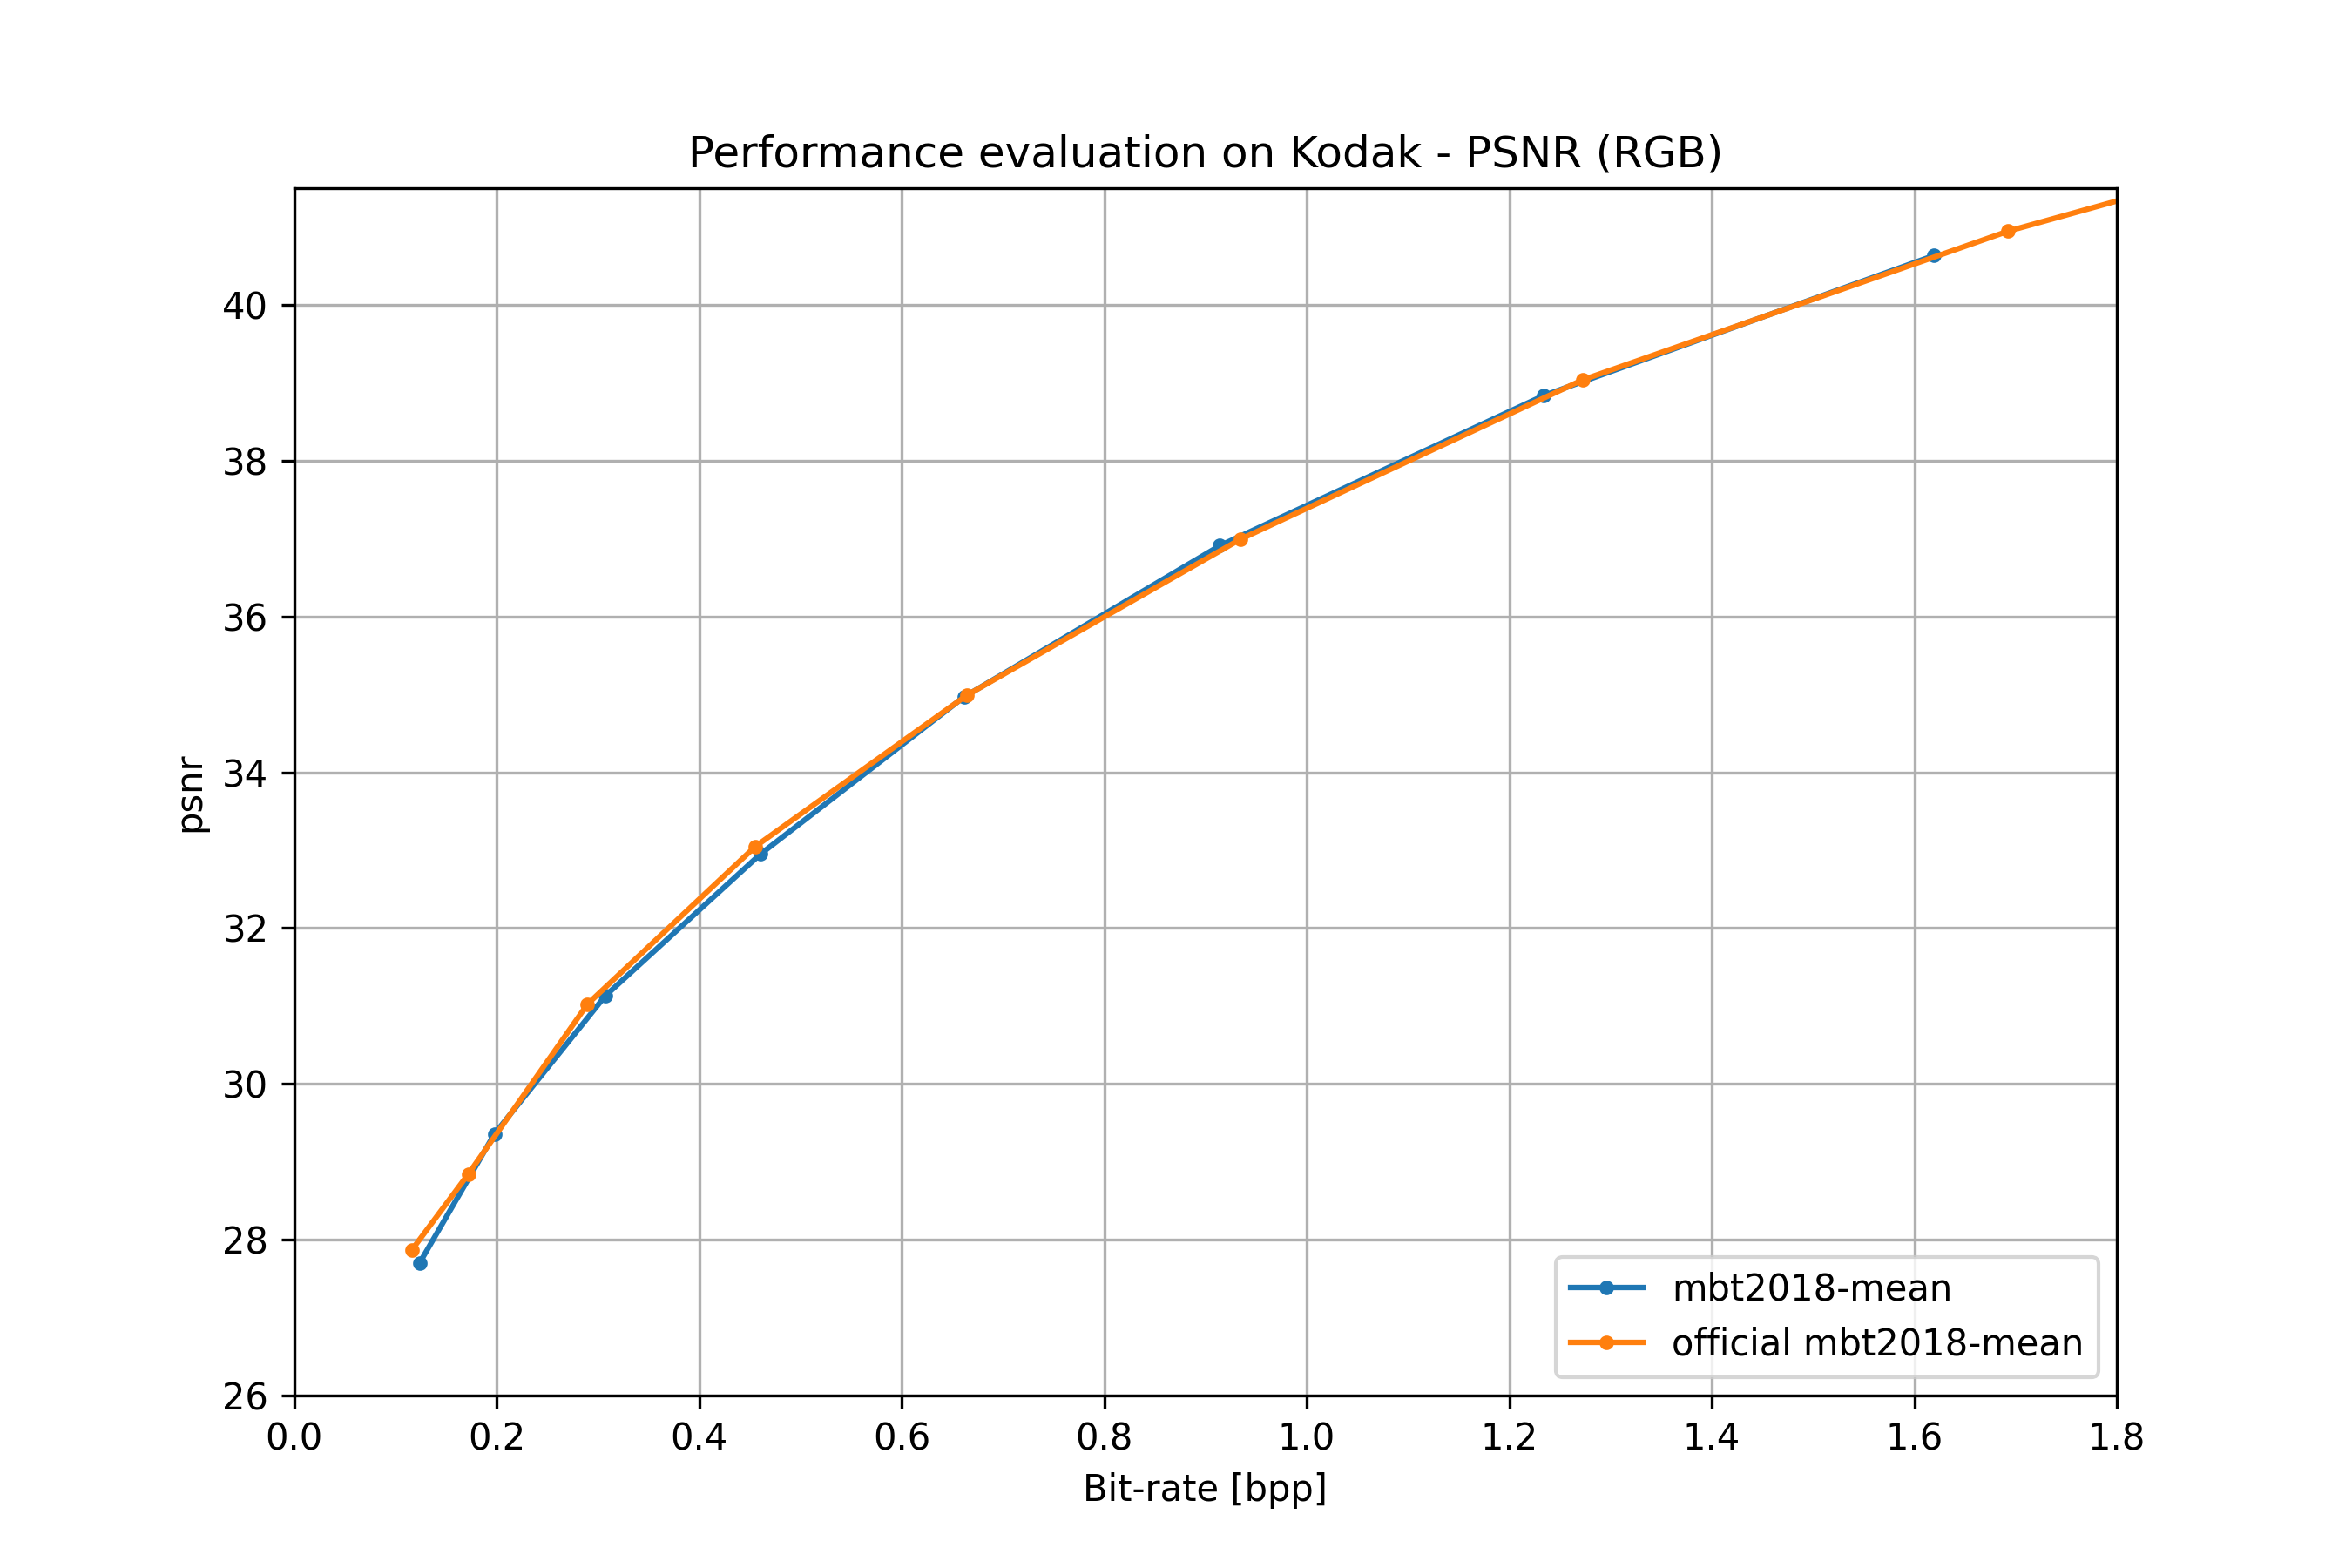 Performance evaluation on Kodak - PSNR (RGB)
40
38
36
34
32
30
28
26
psnr
0.0 0.2 0.4 0.6 0.8 1.0 1.2 1.4 1.6 1.8
Bit-rate [bpp]
mbt2018-mean
official mbt2018-mean